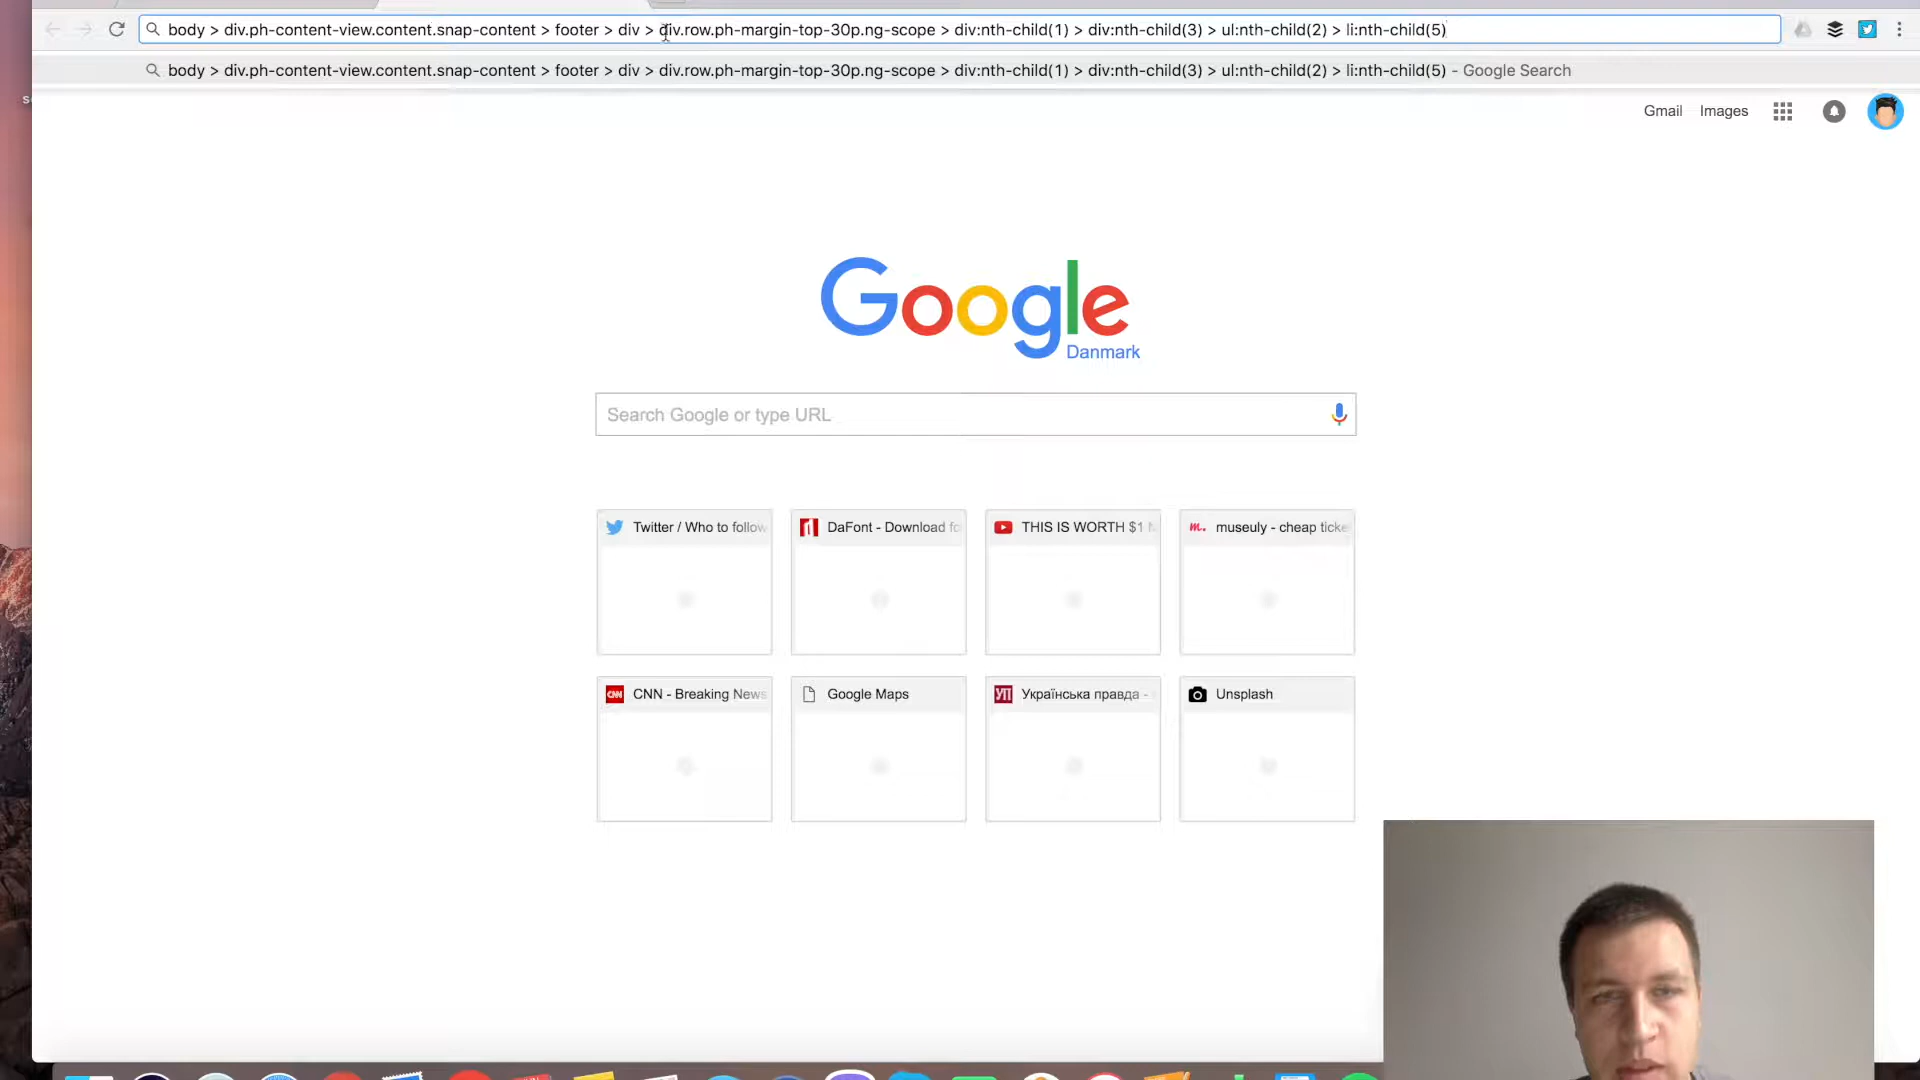 body > div.ph-content-view.content.snap-content > footer > div > div.row.ph-margin-top-30p.ng-scope > div:nth-child(1) > div:nth-child(3) > ul:nth-child(2) > li:nth-child(5)
body > div.ph-content-view.content.snap-content > footer > div > div.row.ph-margin-top-30p.ng-scope > div:nth-child(1) > div:nth-child(3) > ul:nth-child(2) > li:nth-child(5) - Google Search
Gmail Images
Google
Danmark
Search Google or type URL
Twitter / Who to follow DaFont - Download THIS IS WORTH $1 museuly - cheap
CNN CNN - Breaking News Google Maps УП Українська правда - Unsplash